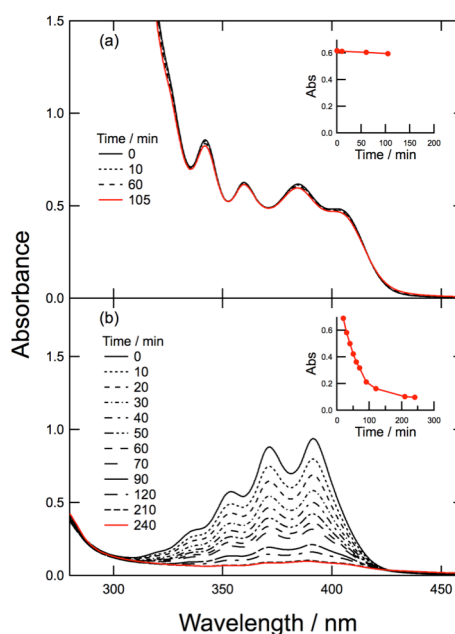 Absorbance
Wavelength / nm
(a)
1.5
1.0
0.5
0.0
Time / min
0
10
60
105
Abs
0.6
0.4
0.2
0.0
0 50 100 150 200
Time / min
(b)
1.5
1.0
0.5
0.0
Time / min
0
10
20
30
40
50
60
70
90
120
210
240
Abs
0.6
0.4
0.2
0.0
0 100 200 300
Time / min
300 350 400 450